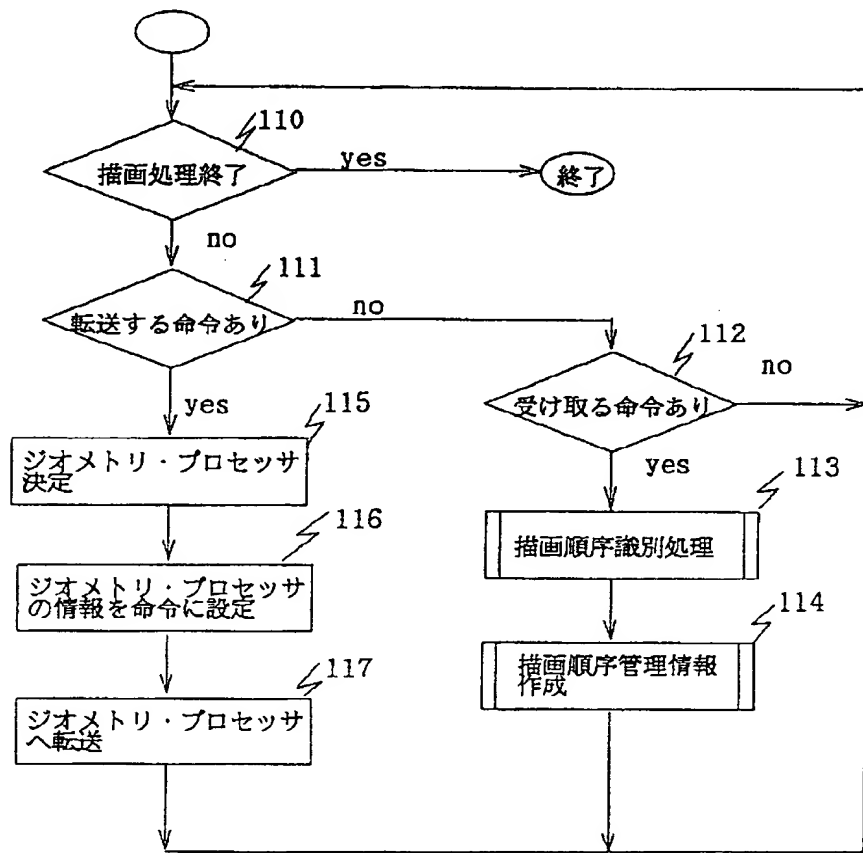 110
描画処理終了
yes
終了
no
111
転送する命令あり
no
112
受け取る命令あり
no
yes
115
ジオメトリ・プロセッサ
決定
yes
113
描画順序識別処理
116
ジオメトリ・プロセッサ
の情報を命令に設定
114
描画順序管理情報
作成
117
ジオメトリ・プロセッサ
へ転送